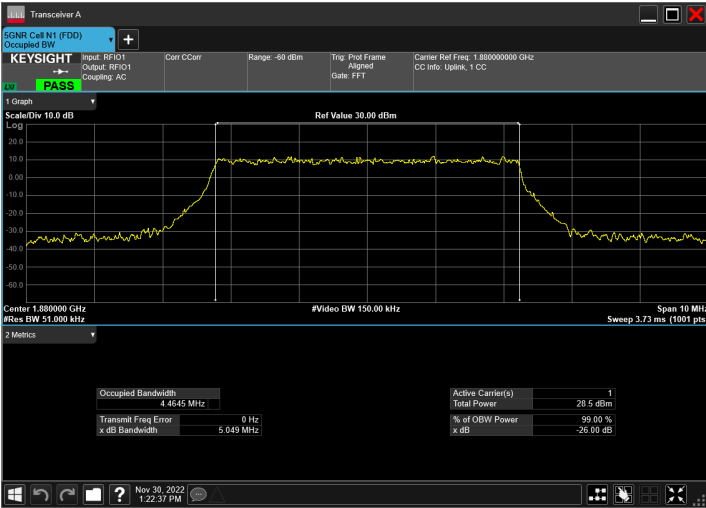 Transceiver A
5GNR Cell N1 (FDD)
Occupied BW
KEYSIGHT
PASS
Input: RFIO1
Output: RFIO1
Coupling: AC
Corr CCorr
Range: -60 dBm
Trig: Prot Frame
Aligned
Gate: FFT
Carrier Ref Freq: 1.880000000 GHz
CC Info: Uplink, 1 CC
1 Graph
Scale/Div 10.0 dB
Ref Value 30.00 dBm
Log
20.0
10.0
0.00
-10.0
-20.0
-30.0
-40.0
-50.0
-60.0
Center 1.880000 GHz
#Video BW 150.00 kHz
Span 10 MHz
#Res BW 51.000 kHz
Sweep 3.73 ms (1001 pts
2 Metrics
Occupied Bandwidth
4.4645 MHz
Transmit Freq Error 0 Hz
x dB Bandwidth 5.049 MHz
Active Carrier(s) 1
Total Power 28.5 dBm
% of OBW Power 99.00 %
x dB -26.00 dB
Nov 30, 2022
1:22:37 PM